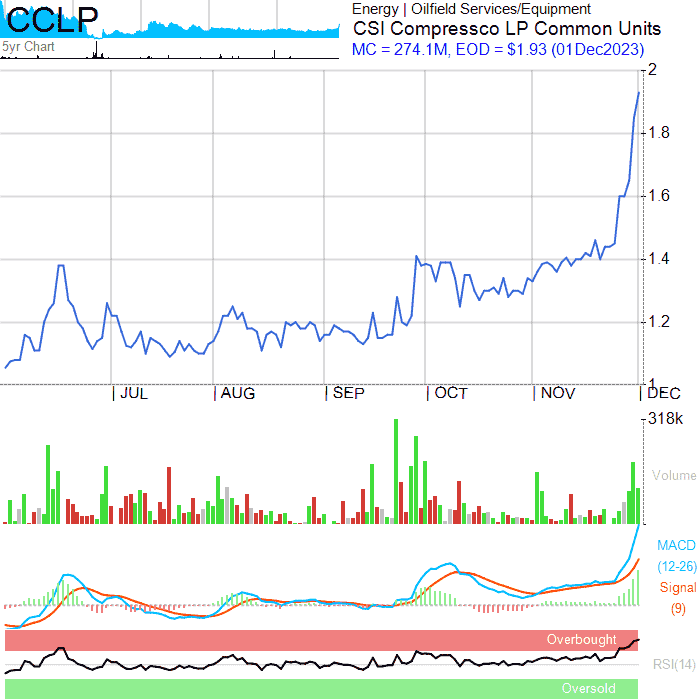 CCLP
5yr Chart
Energy | Oilfield Services/Equipment
CSI Compressco LP Common Units
MC = 274.1M, EOD = $1.93 (01Dec2023)
2
1.8
1.6
1.4
1.2
1
JUL AUG SEP OCT NOV DEC
318k
Volume
MACD
(12-26)
Signal
(9)
Overbought
RSI(14)
Oversold